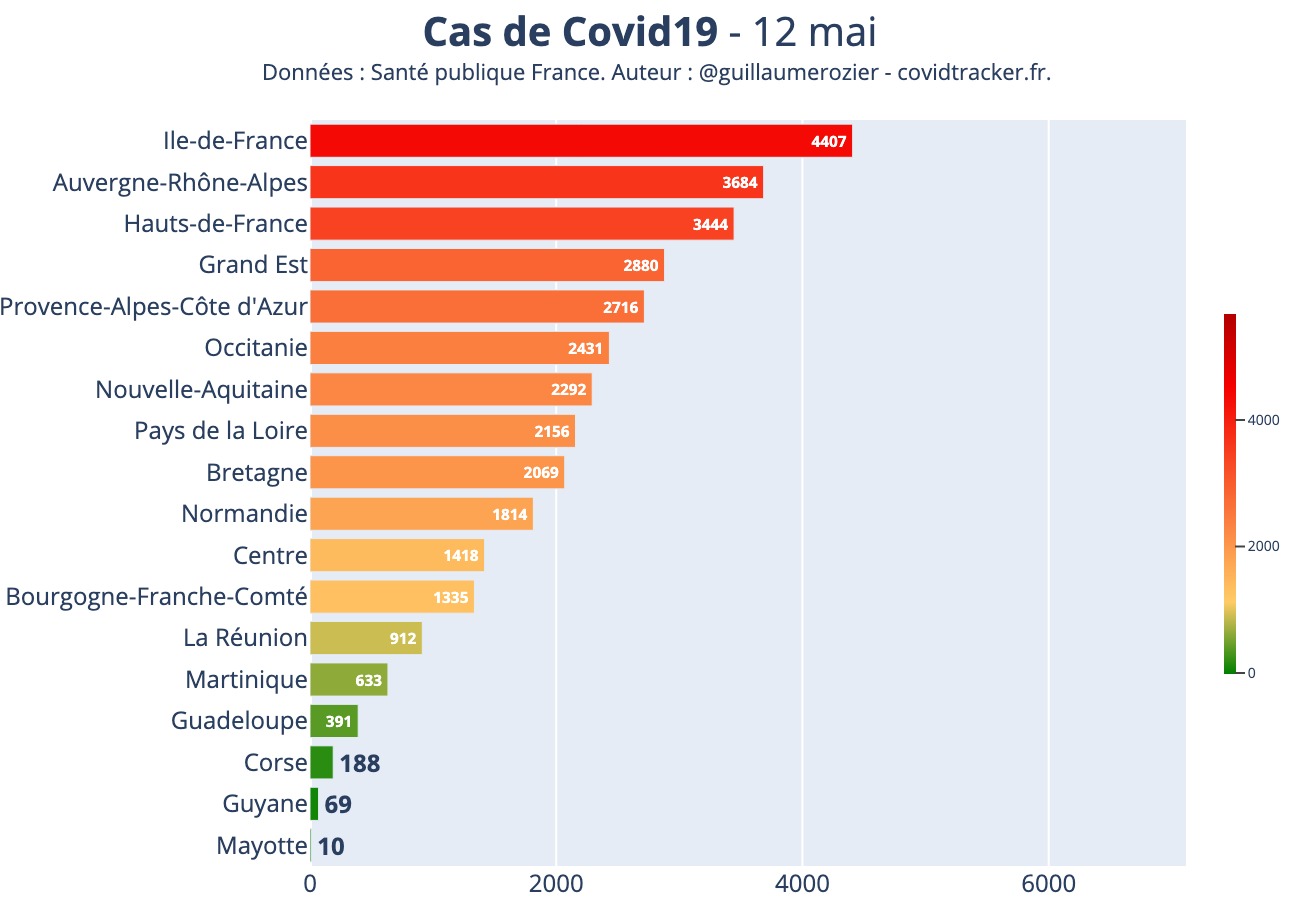 Cas de Covid19 - 12 mai
Données : Santé publique France. Auteur : @guillaumerozier - covidtracker.fr.
Ile-de-France 4407
Auvergne-Rhône-Alpes 3684
Hauts-de-France 3444
Grand Est 2880
Provence-Alpes-Côte d'Azur 2716
Occitanie 2431
Nouvelle-Aquitaine 2292
Pays de la Loire 2156
Bretagne 2069
Normandie 1814
Centre 1418
Bourgogne-Franche-Comté 1335
La Réunion 912
Martinique 633
Guadeloupe 391
Corse 188
Guyane 69
Mayotte 10
0 2000 4000 6000
4000
2000
0